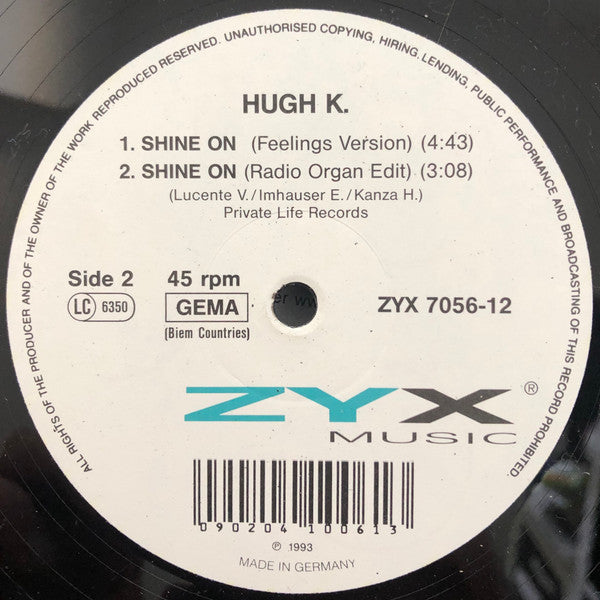 ALL RIGHTS OF THE PRODUCER AND OF THE OWNER OF THE WORK REPRODUCED RESERVED. UNAUTHORISED COPYING, HIRING, LENDING, PUBLIC PERFORMANCE AND BROADCASTING OF THIS RECORD PROHIBITED.
HUGH K.
1. SHINE ON (Feelings Version) (4:43)
2. SHINE ON (Radio Organ Edit) (3:08)
(Lucente V./Imhauser E./Kanza H.)
Private Life Records
Side 2 45 rpm
LC 6350 GEMA ZYX 7056-12
(Biem Countries)
ZYX ®
MUSIC
090204 100613
℗ 1993
MADE IN GERMANY